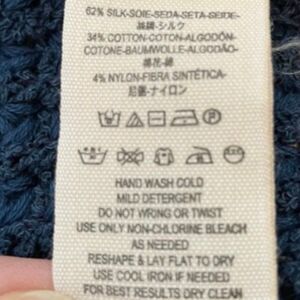 62% SILK-SOIE-SEDA-SETA-SEIDE-
シルク
34% COTTON-COTON-ALGODÓN-
COTONE-BAUMWOLLE-ALGODÃO-
棉花-綿
4% NYLON-FIBRA SINTÉTICA-
尼龍-ナイロン
HAND WASH COLD
MILD DETERGENT
DO NOT WRING OR TWIST
USE ONLY NON-CHLORINE BLEACH
AS NEEDED
RESHAPE & LAY FLAT TO DRY
USE COOL IRON IF NEEDED
FOR BEST RESULTS DRY CLEAN